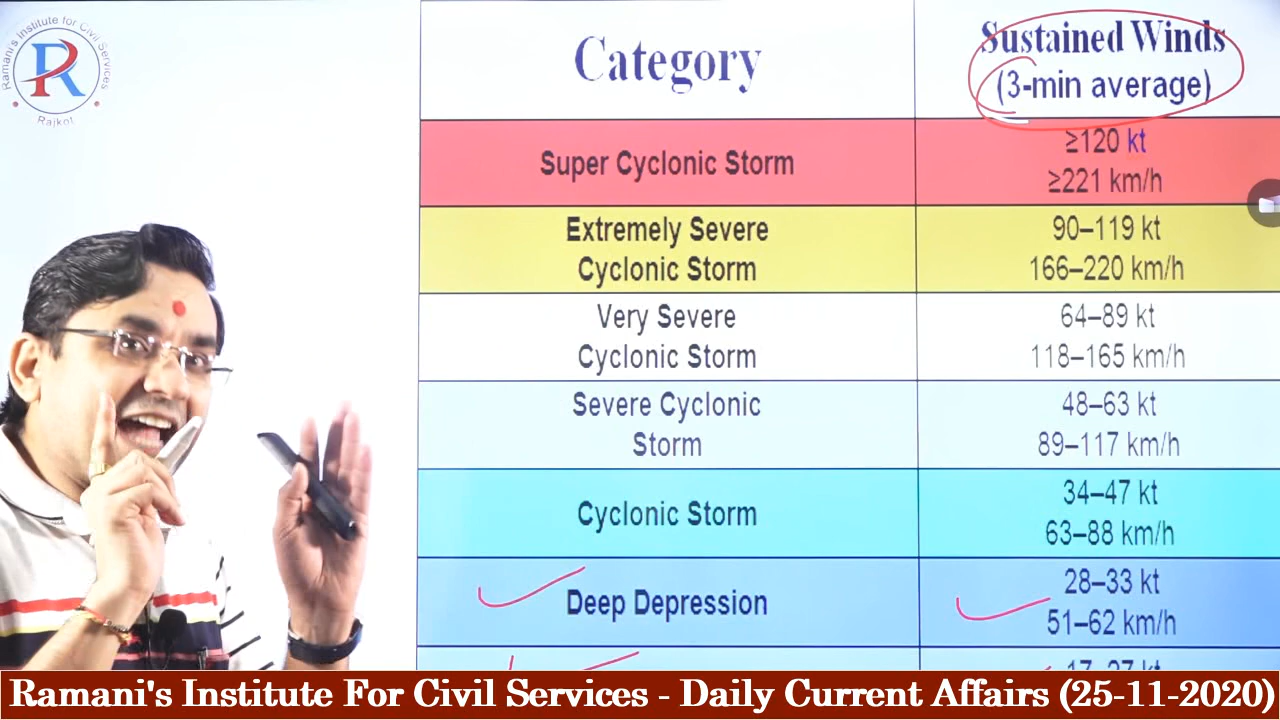 Ramani's Institute for Civil Services
R
Rajkot
Category
Sustained Winds
(3-min average)
Super Cyclonic Storm
≥120 kt
≥221 km/h
Extremely Severe
Cyclonic Storm
90–119 kt
166–220 km/h
Very Severe
Cyclonic Storm
64–89 kt
118–165 km/h
Severe Cyclonic
Storm
48–63 kt
89–117 km/h
Cyclonic Storm
34–47 kt
63–88 km/h
Deep Depression
28–33 kt
51–62 km/h
17–27 kt
Ramani's Institute For Civil Services - Daily Current Affairs (25-11-2020)